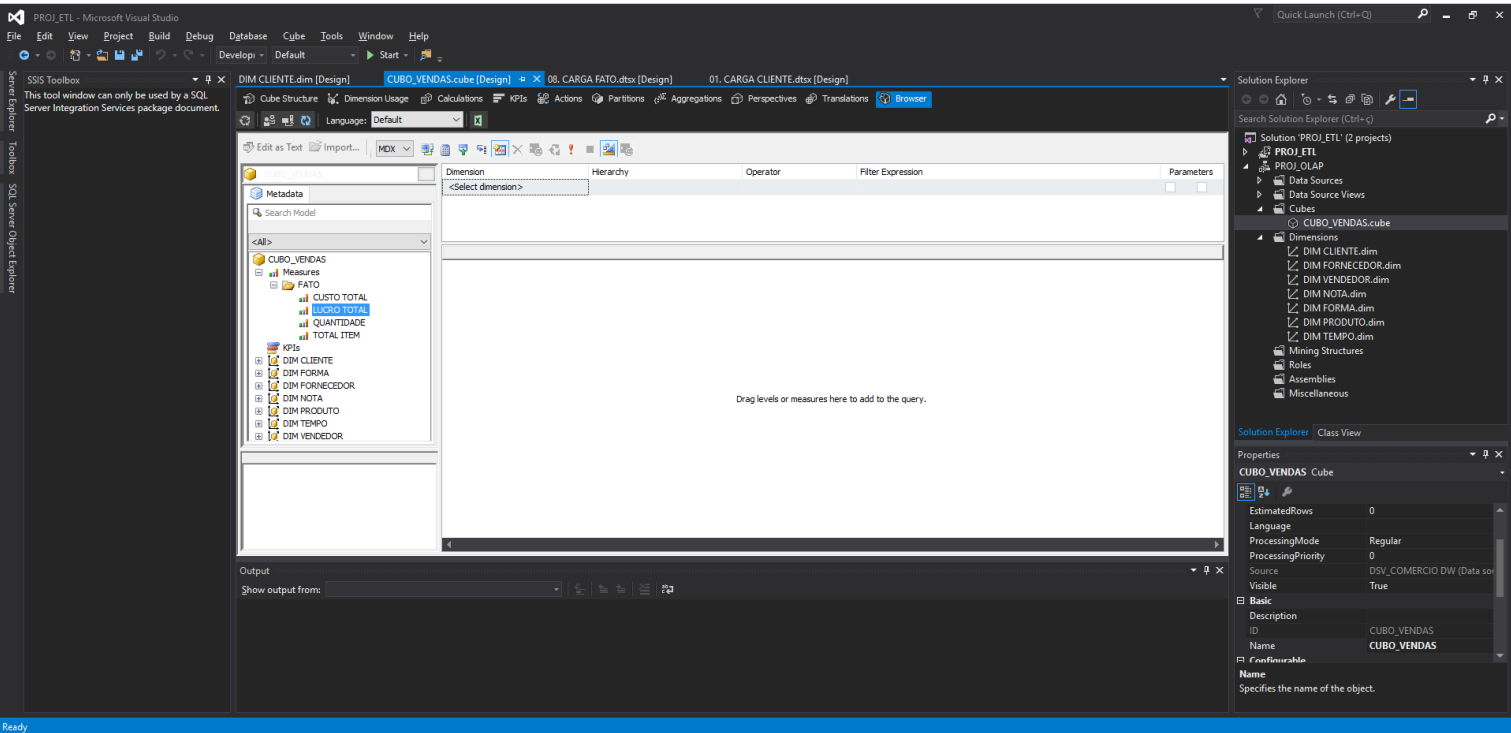 PROJ_ETL - Microsoft Visual Studio
Quick Launch (Ctrl+Q)
File Edit View Project Build Debug Database Cube Tools Window Help
Developi Default Start
Server Explorer
Toolbox
SQL Server Object Explorer
SSIS Toolbox
This tool window can only be used by a SQL
Server Integration Services package document.
DIM CLIENTE.dim [Design] CUBO_VENDAS.cube [Design] 08. CARGA FATO.dtsx [Design] 01. CARGA CLIENTE.dtsx [Design]
Cube Structure Dimension Usage Calculations KPIs Actions Partitions Aggregations Perspectives Translations Browser
Language: Default
Edit as Text Import... MDX
CUBO_VENDAS
Metadata
Search Model
<All>
CUBO_VENDAS
Measures
FATO
CUSTO TOTAL
LUCRO TOTAL
QUANTIDADE
TOTAL ITEM
KPIs
DIM CLIENTE
DIM FORMA
DIM FORNECEDOR
DIM NOTA
DIM PRODUTO
DIM TEMPO
DIM VENDEDOR
Dimension Hierarchy Operator Filter Expression Parameters
<Select dimension>
Drag levels or measures here to add to the query.
Output
Show output from:
Solution Explorer
Search Solution Explorer (Ctrl+ç)
Solution 'PROJ_ETL' (2 projects)
PROJ_ETL
PROJ_OLAP
Data Sources
Data Source Views
Cubes
CUBO_VENDAS.cube
Dimensions
DIM CLIENTE.dim
DIM FORNECEDOR.dim
DIM VENDEDOR.dim
DIM NOTA.dim
DIM FORMA.dim
DIM PRODUTO.dim
DIM TEMPO.dim
Mining Structures
Roles
Assemblies
Miscellaneous
Solution Explorer Class View
Properties
CUBO_VENDAS Cube
EstimatedRows 0
Language
ProcessingMode Regular
ProcessingPriority 0
Source DSV_COMERCIO DW (Data sou
Visible True
Basic
Description
ID CUBO_VENDAS
Name CUBO_VENDAS
Configurable
Name
Specifies the name of the object.
Ready